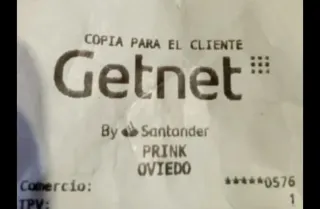 COPIA PARA EL CLIENTE
Getnet
By Santander
PRINK
OVIEDO
Comercio: *****0576
TPV: 1